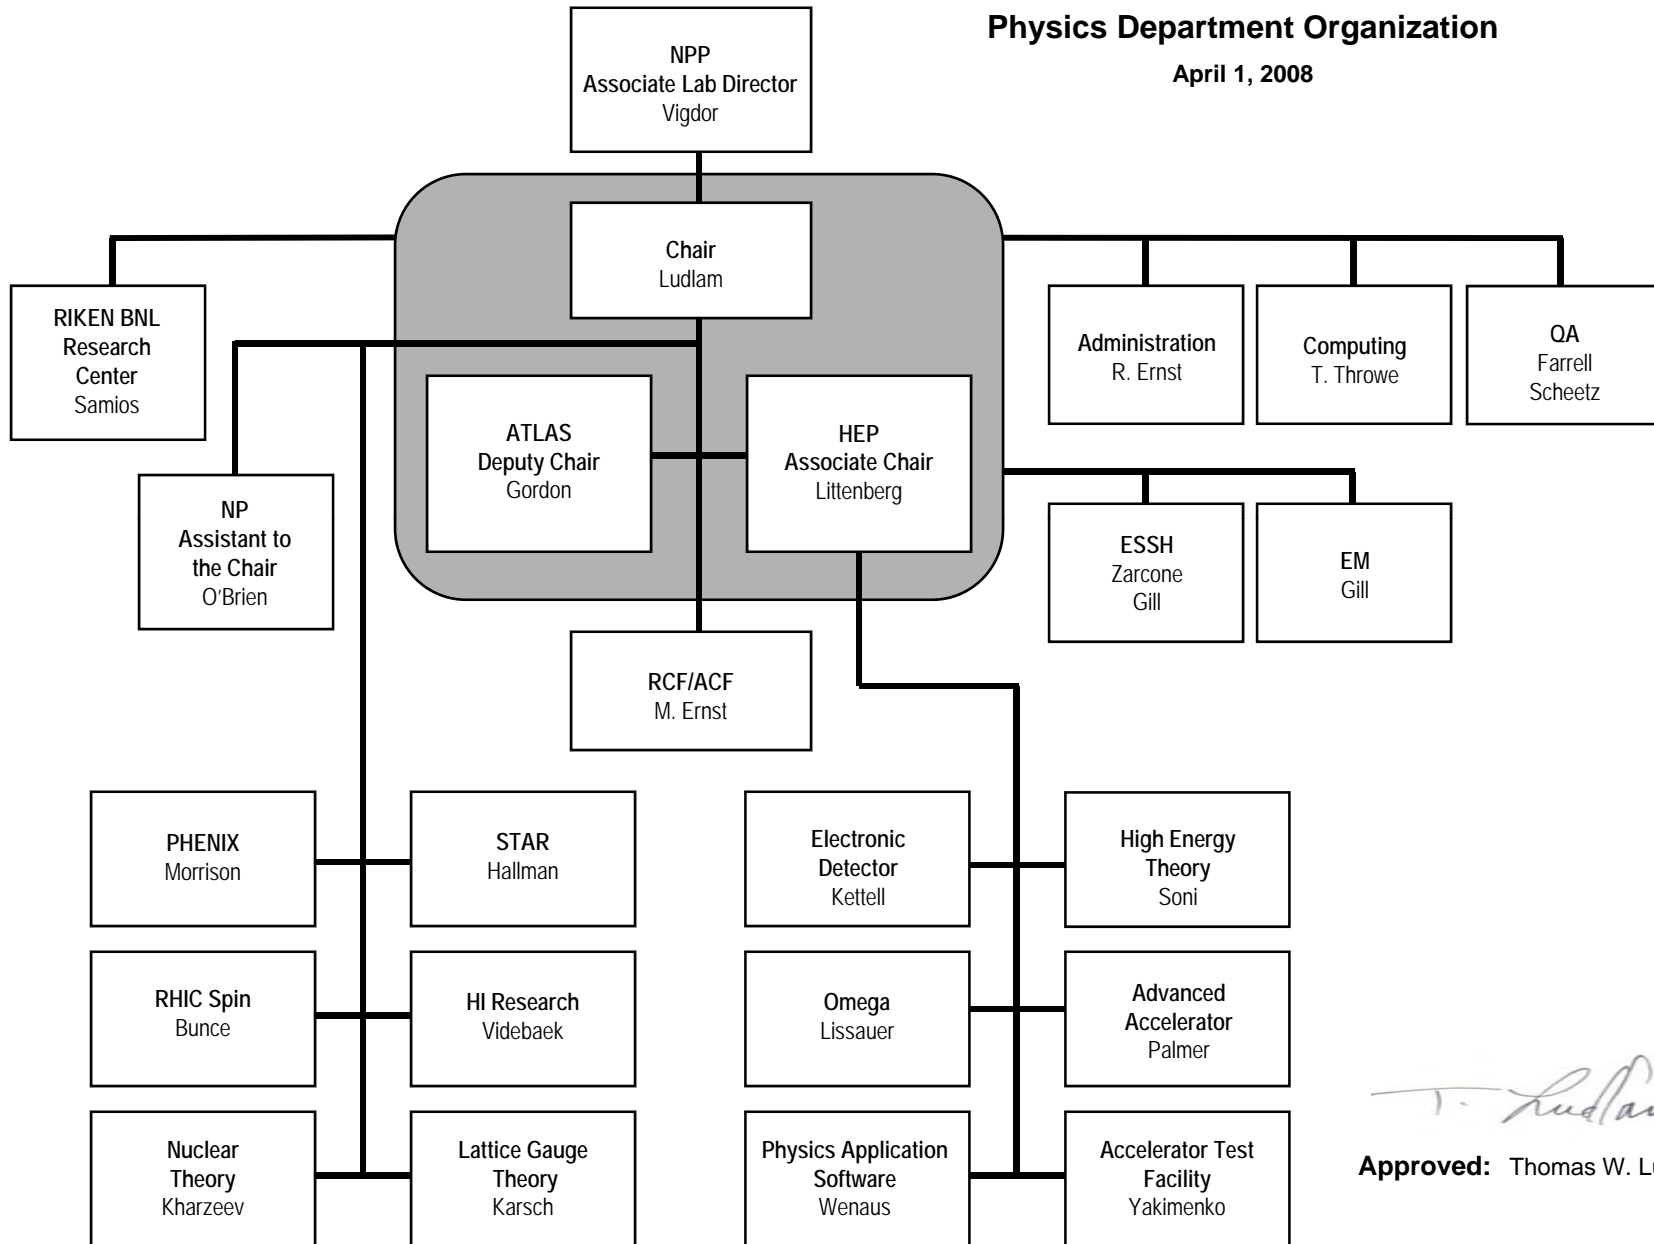 Physics Department Organization
April 1, 2008
NPP
Associate Lab Director
Vigdor
Chair
Ludlam
RIKEN BNL
Research
Center
Samios
Administration
R. Ernst
Computing
T. Throwe
QA
Farrell
Scheetz
ATLAS
Deputy Chair
Gordon
HEP
Associate Chair
Littenberg
NP
Assistant to
the Chair
O'Brien
ESSH
Zarcone
Gill
EM
Gill
RCF/ACF
M. Ernst
PHENIX
Morrison
STAR
Hallman
Electronic
Detector
Kettell
High Energy
Theory
Soni
RHIC Spin
Bunce
HI Research
Videbaek
Omega
Lissauer
Advanced
Accelerator
Palmer
Nuclear
Theory
Kharzeev
Lattice Gauge
Theory
Karsch
Physics Application
Software
Wenaus
Accelerator Test
Facility
Yakimenko
T. Ludla
Approved: Thomas W. Lu